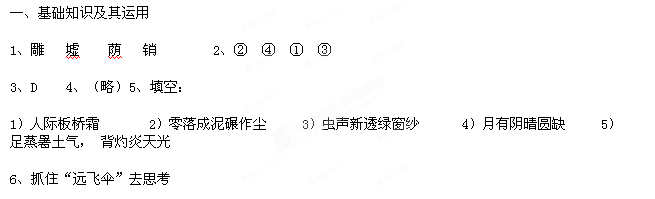 一、基础知识及其运用
1、雕 墟 荫 销 2、② ④ ① ③
3、D 4、（略）5、填空：
1）人际板桥霜 2）零落成泥碾作尘 3）虫声新透绿窗纱 4）月有阴晴圆缺 5）
足蒸暑土气， 背灼炎天光
6、抓住“远飞伞”去思考